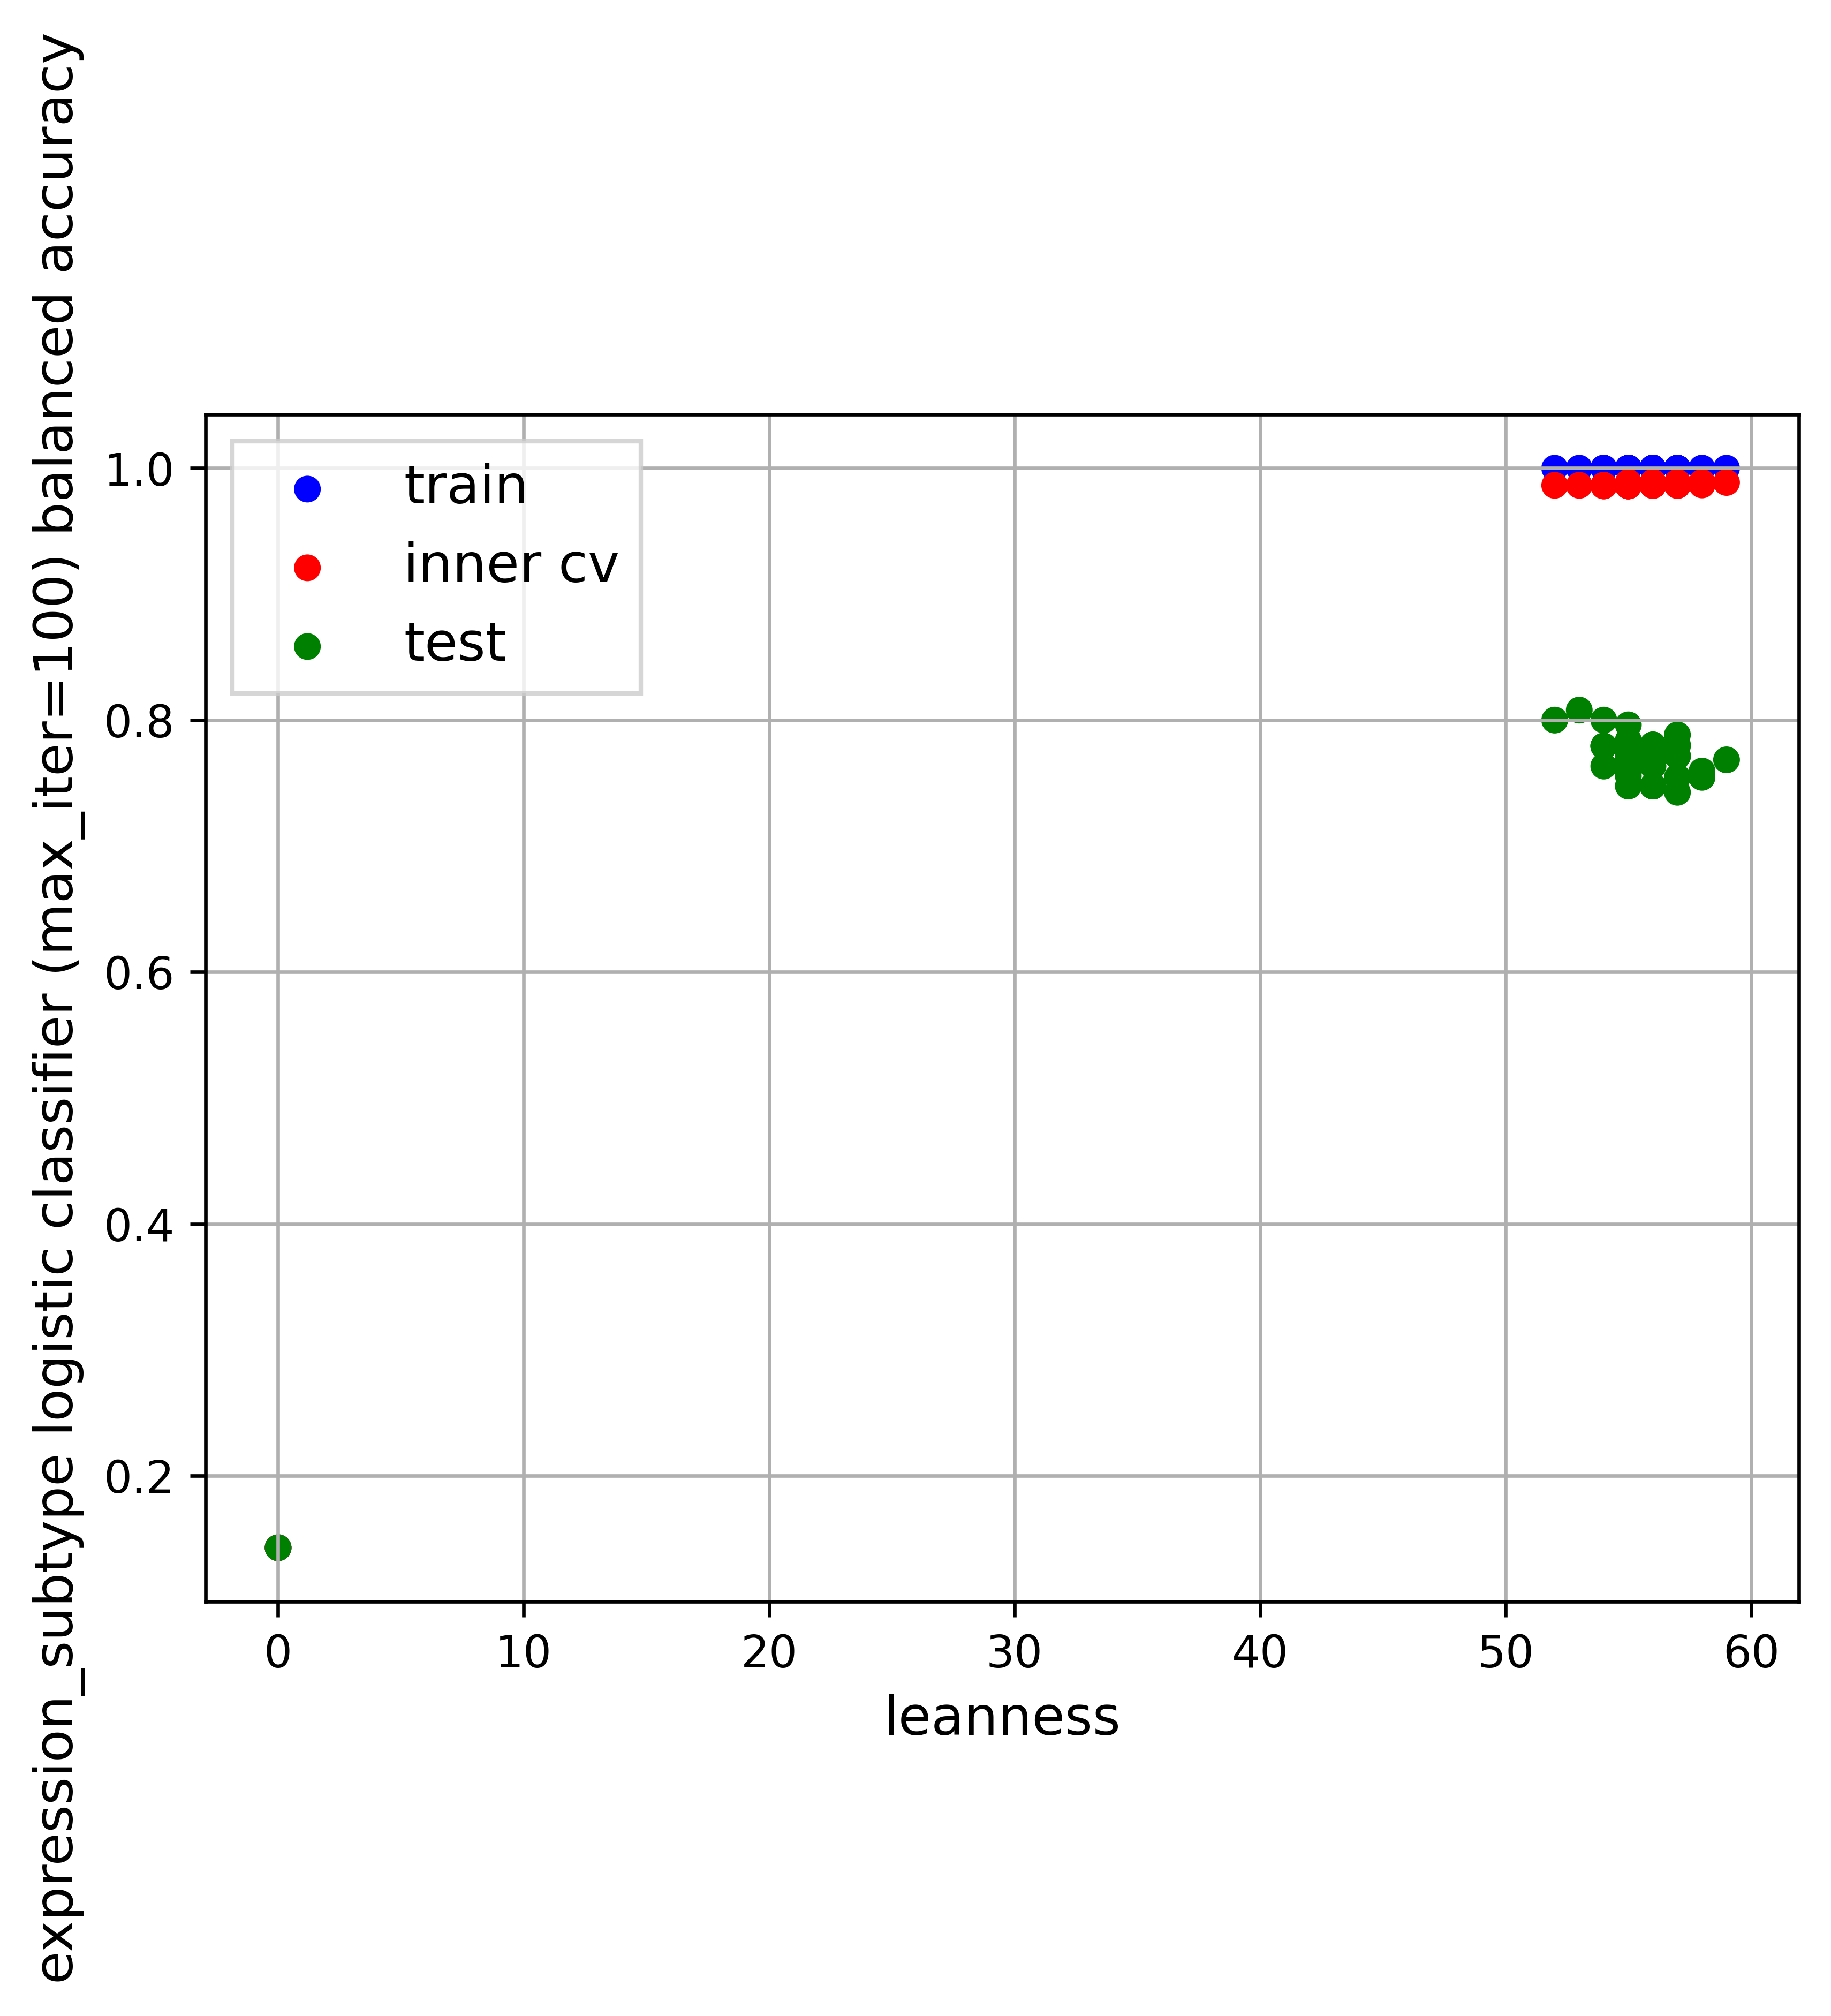 expression_subtype logistic classifier (max_iter=100) balanced accuracy
train
inner cv
test
1.0
0.8
0.6
0.4
0.2
0 10 20 30 40 50 60
leanness